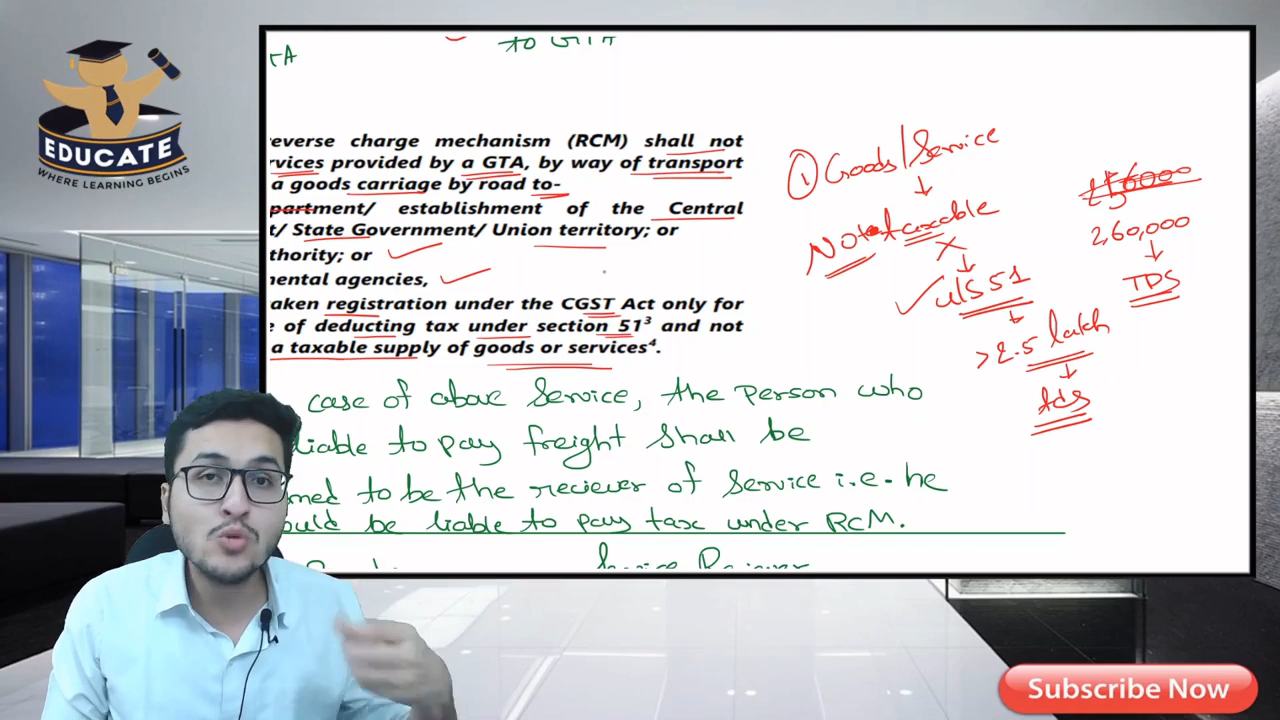 EDUCATE
WHERE LEARNING BEGINS
to GTA
everse charge mechanism (RCM) shall not
rvices provided by a GTA, by way of transport
a goods carriage by road to-
partment/ establishment of the Central
t/ State Government/ Union territory; or
thority; or
mental agencies,
aken registration under the CGST Act only for
e of deducting tax under section 51³ and not
a taxable supply of goods or services⁴.
① Goods/Service
Not taxable
u/s 51
>2.5 lakh
tds
2,60,000
TDS
case of above Service, the person who
liable to pay freight shall be
med to be the reciever of service i.e. he
ould be liable to pay tax under RCM.
Subscribe Now